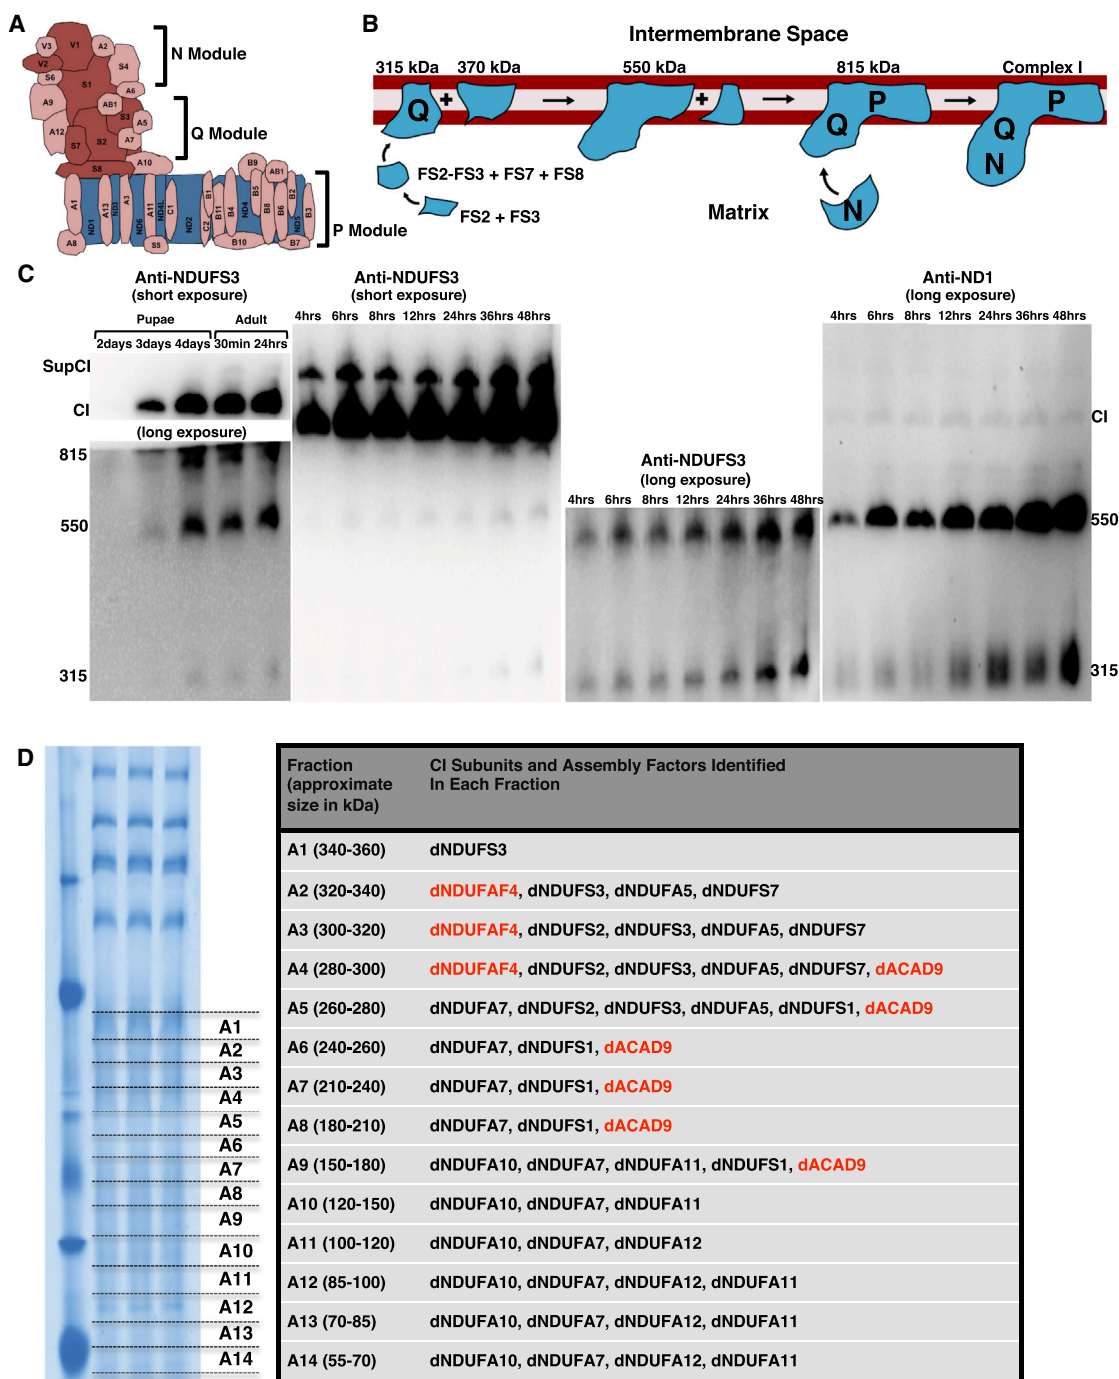 A
V3
V1
A2
V2
S4
S6
S1
A6
A9
AB1
S3
A5
A12
S7
S2
A7
S8
A10
B9
AB1
A1
ND1
A13
ND3
A3
ND6
A11
ND4L
C1
ND2
B1
C2
B11
B4
ND4
B5
B8
B6
B2
ND5
B3
A8
S5
B10
B7
N Module
Q Module
P Module
B
Intermembrane Space
315 kDa
370 kDa
550 kDa
815 kDa
Complex I
Q
+
+
Q
P
P
Q
N
FS2-FS3 + FS7 + FS8
FS2 + FS3
N
Matrix
C
Anti-NDUFS3
(short exposure)
Pupae Adult
2days 3days 4days 30min 24hrs
SupCI
CI
(long exposure)
815
550
315
Anti-NDUFS3
(short exposure)
4hrs 6hrs 8hrs 12hrs 24hrs 36hrs 48hrs
Anti-NDUFS3
(long exposure)
4hrs 6hrs 8hrs 12hrs 24hrs 36hrs 48hrs
Anti-ND1
(long exposure)
4hrs 6hrs 8hrs 12hrs 24hrs 36hrs 48hrs
CI
550
315
D
A1
A2
A3
A4
A5
A6
A7
A8
A9
A10
A11
A12
A13
A14
Fraction
(approximate
size in kDa)
CI Subunits and Assembly Factors Identified
In Each Fraction
A1 (340-360) dNDUFS3
A2 (320-340) dNDUFAF4, dNDUFS3, dNDUFA5, dNDUFS7
A3 (300-320) dNDUFAF4, dNDUFS2, dNDUFS3, dNDUFA5, dNDUFS7
A4 (280-300) dNDUFAF4, dNDUFS2, dNDUFS3, dNDUFA5, dNDUFS7, dACAD9
A5 (260-280) dNDUFA7, dNDUFS2, dNDUFS3, dNDUFA5, dNDUFS1, dACAD9
A6 (240-260) dNDUFA7, dNDUFS1, dACAD9
A7 (210-240) dNDUFA7, dNDUFS1, dACAD9
A8 (180-210) dNDUFA7, dNDUFS1, dACAD9
A9 (150-180) dNDUFA10, dNDUFA7, dNDUFA11, dNDUFS1, dACAD9
A10 (120-150) dNDUFA10, dNDUFA7, dNDUFA11
A11 (100-120) dNDUFA10, dNDUFA7, dNDUFA12
A12 (85-100) dNDUFA10, dNDUFA7, dNDUFA12, dNDUFA11
A13 (70-85) dNDUFA10, dNDUFA7, dNDUFA12, dNDUFA11
A14 (55-70) dNDUFA10, dNDUFA7, dNDUFA12, dNDUFA11